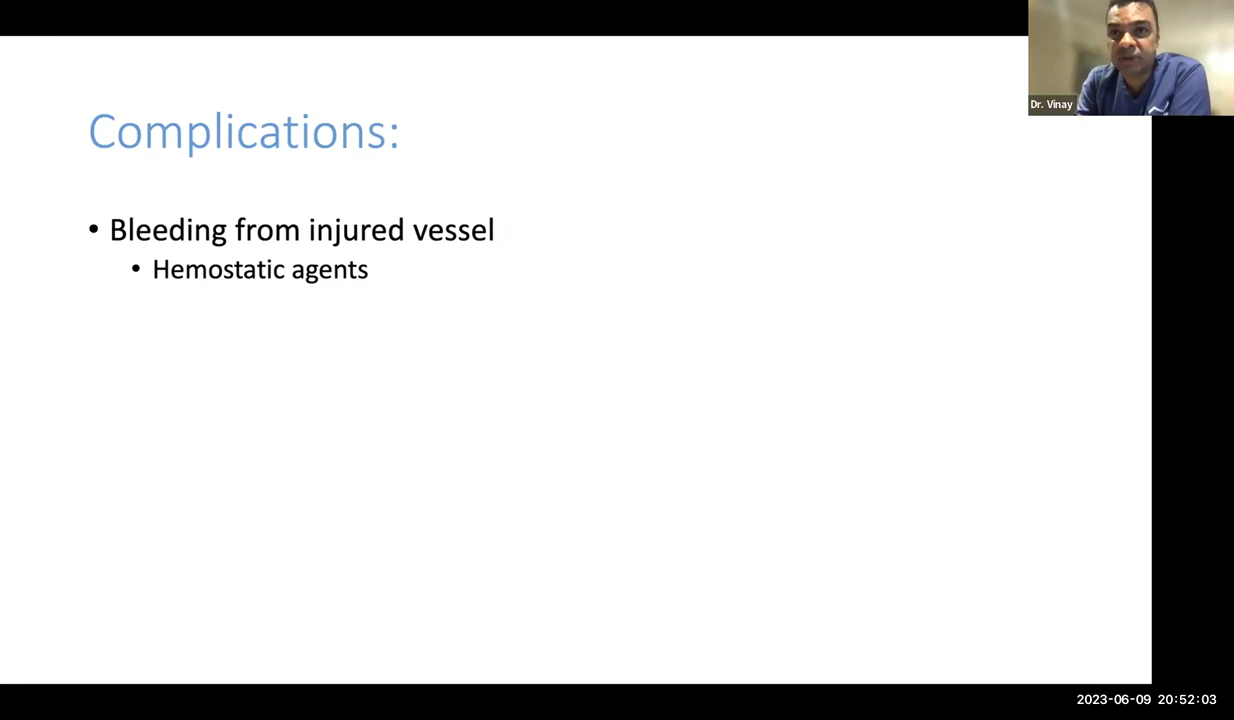 Complications:
• Bleeding from injured vessel
• Hemostatic agents
Dr. Vinay
2023-06-09 20:52:03